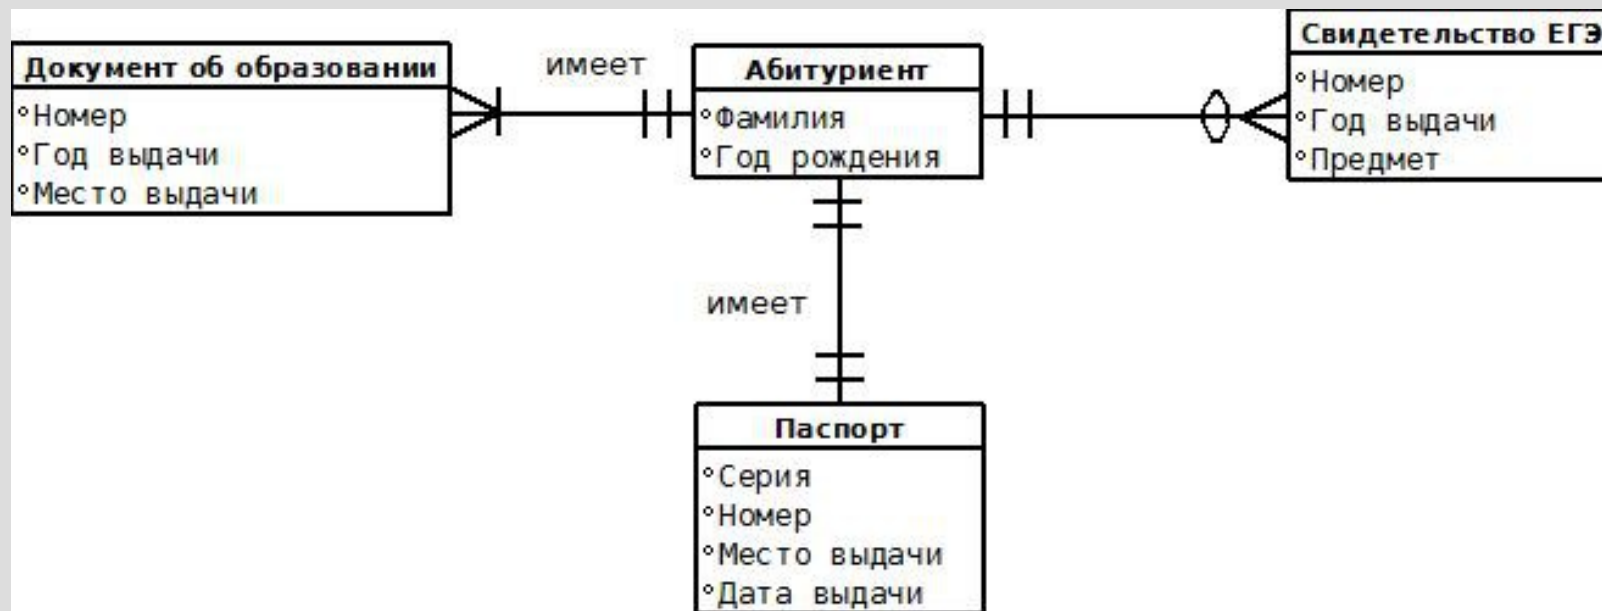 Документ об образовании
Номер
Год выдачи
Место выдачи
имеет
Абитуриент
Фамилия
Год рождения
Свидетельство ЕГЭ
Номер
Год выдачи
Предмет
имеет
Паспорт
Серия
Номер
Место выдачи
Дата выдачи